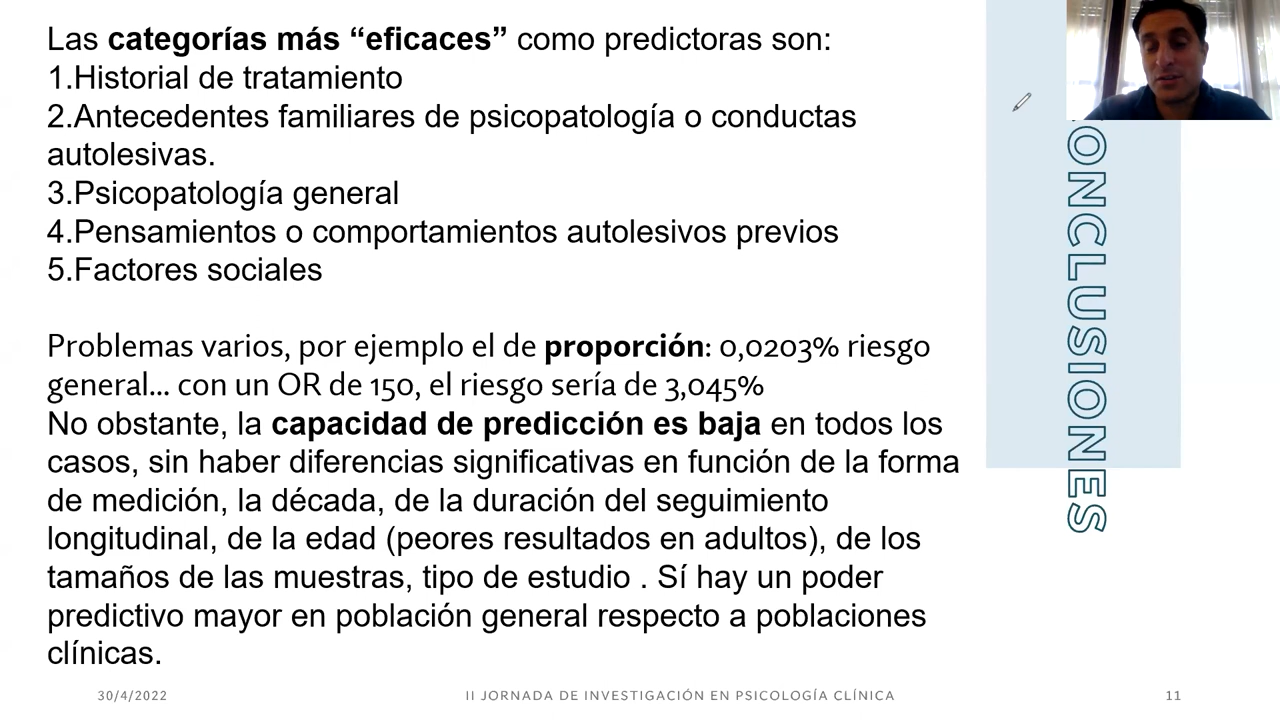 Las categorías más “eficaces” como predictoras son:
1.Historial de tratamiento
2.Antecedentes familiares de psicopatología o conductas
autolesivas.
3.Psicopatología general
4.Pensamientos o comportamientos autolesivos previos
5.Factores sociales
Problemas varios, por ejemplo el de proporción: 0,0203% riesgo
general... con un OR de 150, el riesgo sería de 3,045%
No obstante, la capacidad de predicción es baja en todos los
casos, sin haber diferencias significativas en función de la forma
de medición, la década, de la duración del seguimiento
longitudinal, de la edad (peores resultados en adultos), de los
tamaños de las muestras, tipo de estudio . Sí hay un poder
predictivo mayor en población general respecto a poblaciones
clínicas.
ONCLUSIONES
30/4/2022
II JORNADA DE INVESTIGACIÓN EN PSICOLOGÍA CLÍNICA
11